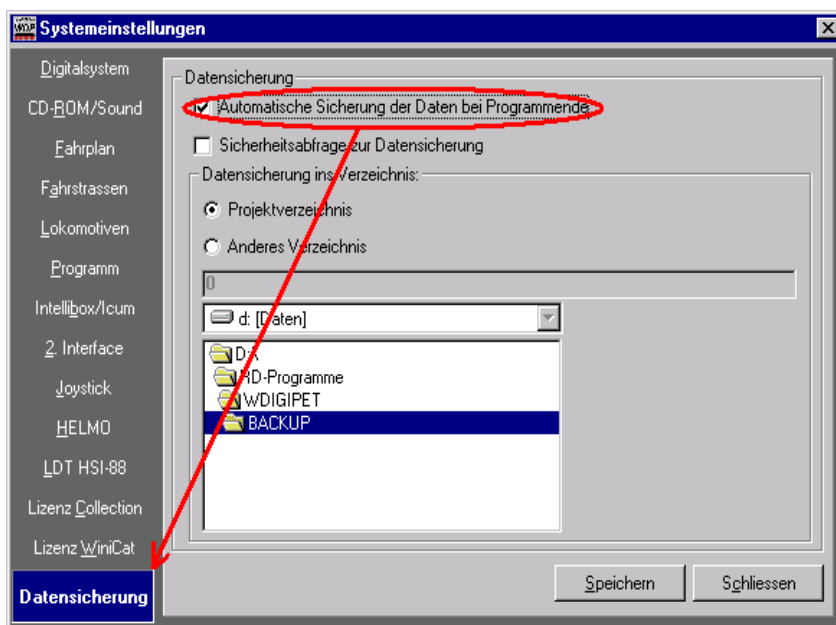 WDP Systemeinstellungen
Digitalsystem
CD-ROM/Sound
Fahrplan
Fahrstrassen
Lokomotiven
Programm
Intellibox/Icum
2. Interface
Joystick
HELMO
LDT HSI-88
Lizenz Collection
Lizenz WiniCat
Datensicherung
Datensicherung
Automatische Sicherung der Daten bei Programmende
Sicherheitsabfrage zur Datensicherung
Datensicherung ins Verzeichnis:
Projektverzeichnis
Anderes Verzeichnis
0
d: [Daten]
D:\
RD-Programme
WDIGIPET
BACKUP
Speichern
Schliessen